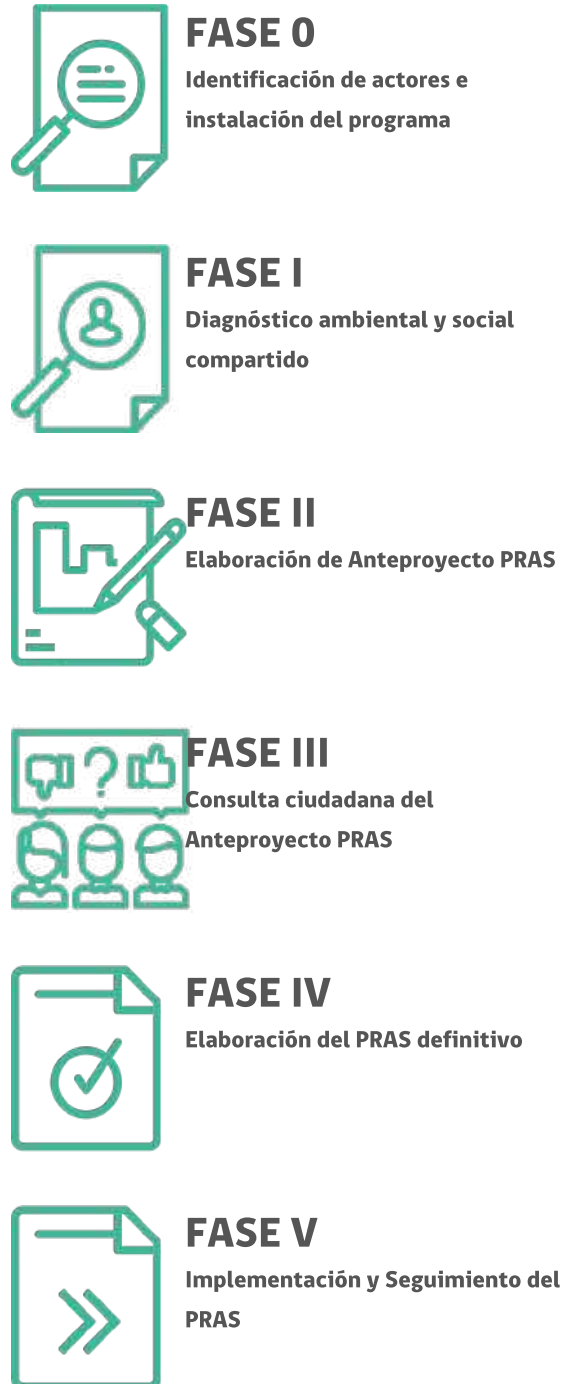 FASE 0
Identificación de actores e
instalación del programa
FASE I
Diagnóstico ambiental y social
compartido
FASE II
Elaboración de Anteproyecto PRAS
?
FASE III
Consulta ciudadana del
Anteproyecto PRAS
FASE IV
Elaboración del PRAS definitivo
FASE V
Implementación y Seguimiento del
PRAS